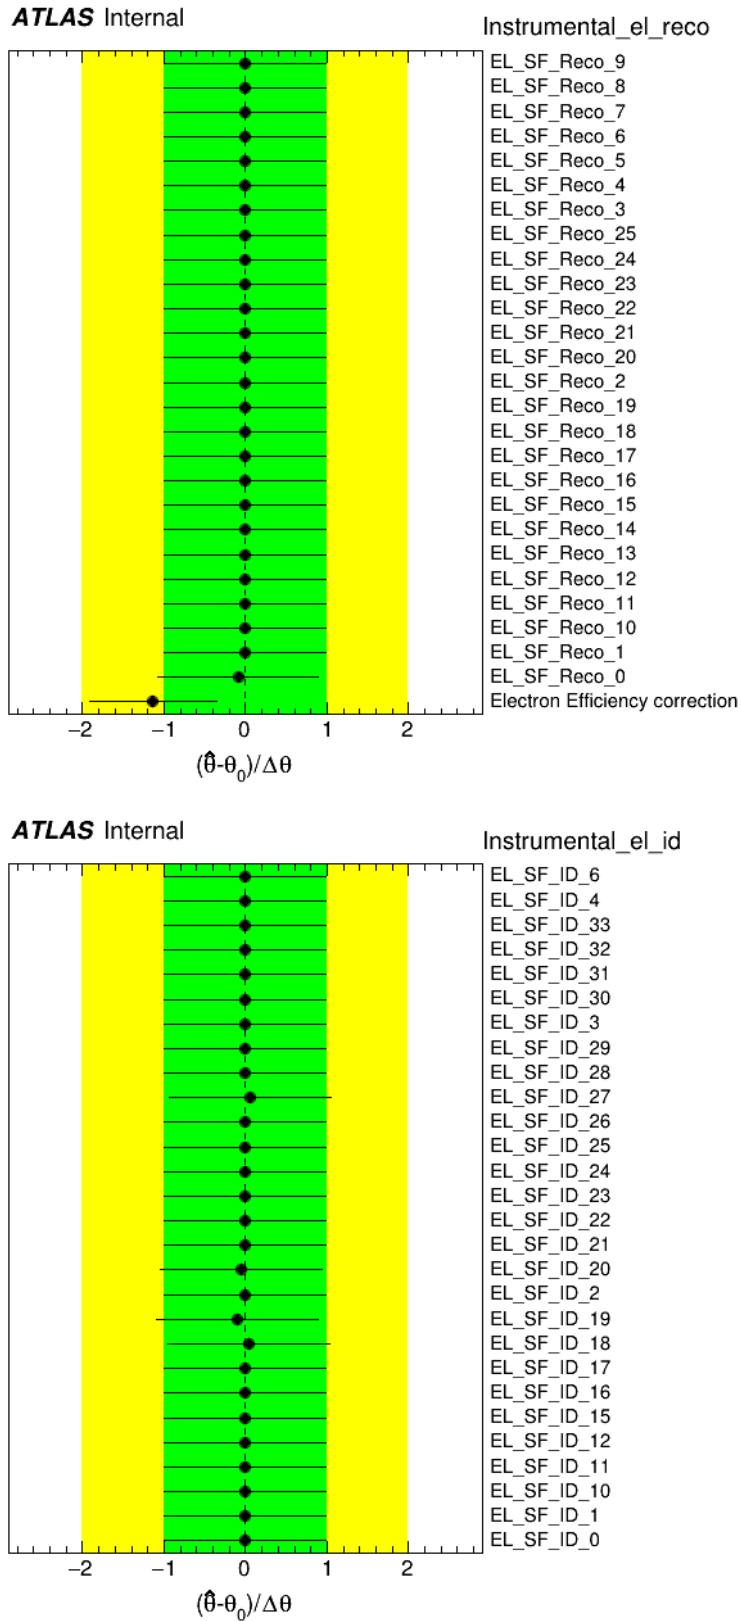 ATLAS Internal
Instrumental_el_reco
EL_SF_Reco_9
EL_SF_Reco_8
EL_SF_Reco_7
EL_SF_Reco_6
EL_SF_Reco_5
EL_SF_Reco_4
EL_SF_Reco_3
EL_SF_Reco_25
EL_SF_Reco_24
EL_SF_Reco_23
EL_SF_Reco_22
EL_SF_Reco_21
EL_SF_Reco_20
EL_SF_Reco_2
EL_SF_Reco_19
EL_SF_Reco_18
EL_SF_Reco_17
EL_SF_Reco_16
EL_SF_Reco_15
EL_SF_Reco_14
EL_SF_Reco_13
EL_SF_Reco_12
EL_SF_Reco_11
EL_SF_Reco_10
EL_SF_Reco_1
EL_SF_Reco_0
Electron Efficiency correction
−2 −1 0 1 2
(θ̂-θ₀)/Δθ
ATLAS Internal
Instrumental_el_id
EL_SF_ID_6
EL_SF_ID_4
EL_SF_ID_33
EL_SF_ID_32
EL_SF_ID_31
EL_SF_ID_30
EL_SF_ID_3
EL_SF_ID_29
EL_SF_ID_28
EL_SF_ID_27
EL_SF_ID_26
EL_SF_ID_25
EL_SF_ID_24
EL_SF_ID_23
EL_SF_ID_22
EL_SF_ID_21
EL_SF_ID_20
EL_SF_ID_2
EL_SF_ID_19
EL_SF_ID_18
EL_SF_ID_17
EL_SF_ID_16
EL_SF_ID_15
EL_SF_ID_12
EL_SF_ID_11
EL_SF_ID_10
EL_SF_ID_1
EL_SF_ID_0
−2 −1 0 1 2
(θ̂-θ₀)/Δθ